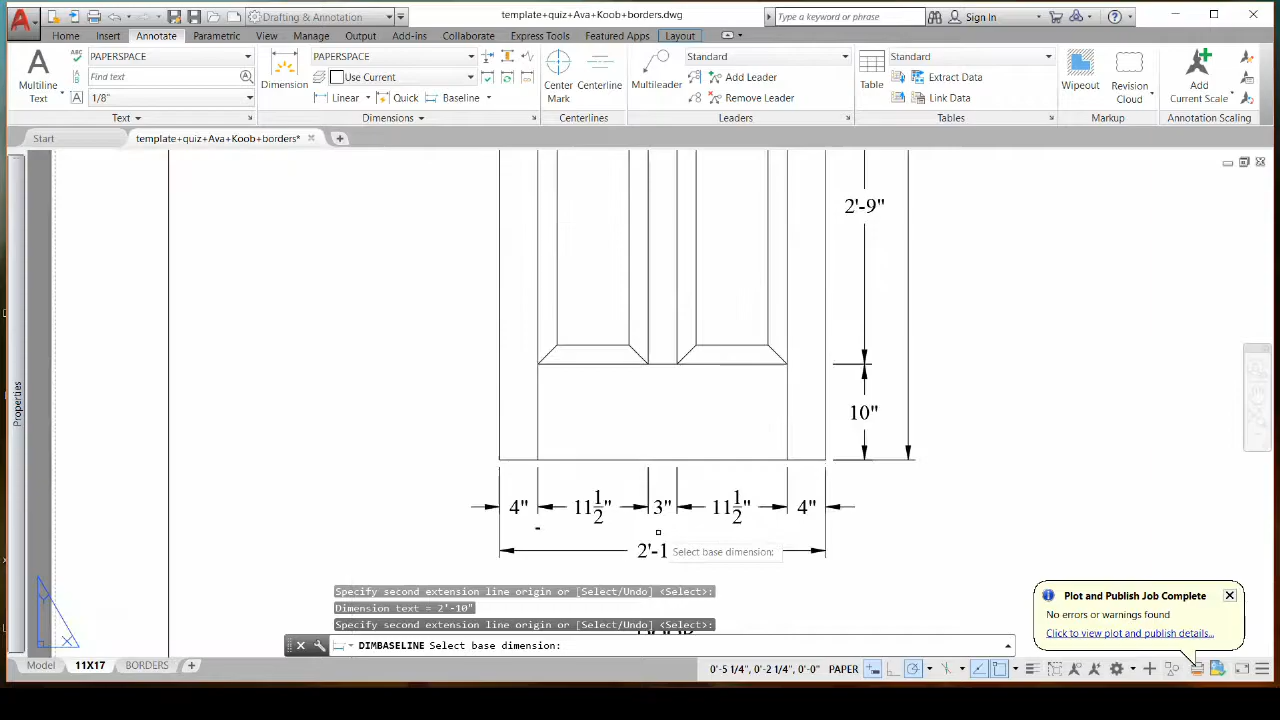 Drafting & Annotation
template+quiz+Ava+Koob+borders.dwg
Type a keyword or phrase
Sign In
Home Insert Annotate Parametric View Manage Output Add-ins Collaborate Express Tools Featured Apps Layout
A
Multiline
Text
ABC
PAPERSPACE
Find text
1/8"
Text
Dimension
PAPERSPACE
Use Current
Linear
Quick
Baseline
Dimensions
Center
Mark
Centerline
Centerlines
Multileader
Standard
Add Leader
Remove Leader
Leaders
Table
Standard
Extract Data
Link Data
Tables
Wipeout
Revision
Cloud
Markup
Add
Current Scale
Annotation Scaling
Start
template+quiz+Ava+Koob+borders*
Properties
2'-9"
10"
4" 11 1/2" 3" 11 1/2" 4"
2'-1
Select base dimension:
Specify second extension line origin or [Select/Undo] <Select>:
Dimension text = 2'-10"
Specify second extension line origin or [Select/Undo] <Select>:
DIMBASELINE Select base dimension:
Plot and Publish Job Complete
No errors or warnings found
Click to view plot and publish details...
Model 11X17 BORDERS
0'-5 1/4", 0'-2 1/4", 0'-0" PAPER